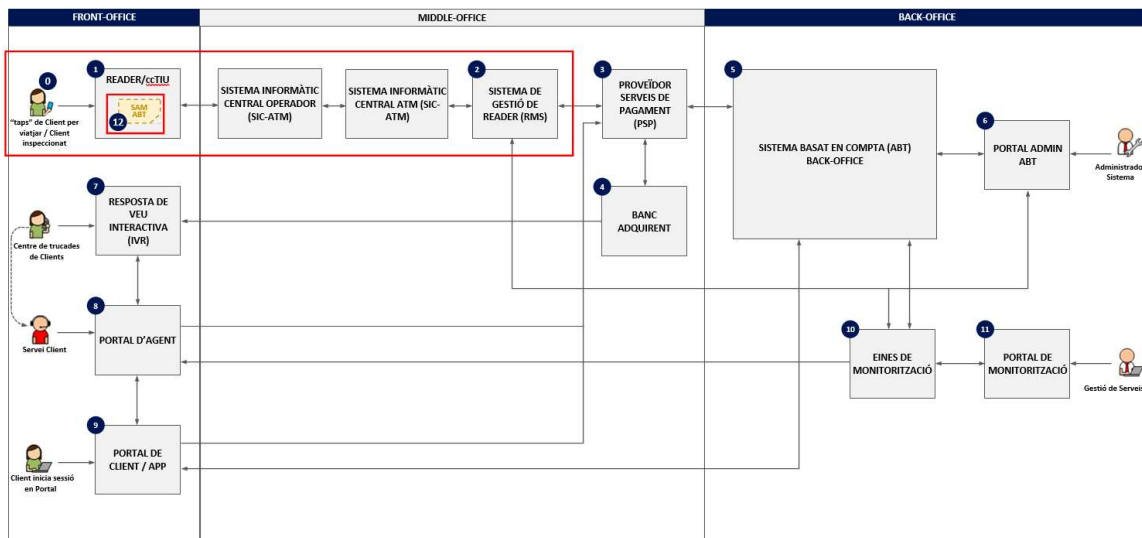 FRONT-OFFICE
MIDDLE-OFFICE
BACK-OFFICE
0
"taps" de Client per
viatjar / Client
inspeccionat
1
READER/ccTIU
SAM
ABT
12
SISTEMA INFORMÀTIC
CENTRAL OPERADOR
(SIC-ATM)
SISTEMA INFORMÀTIC
CENTRAL ATM (SIC-
ATM)
2
SISTEMA DE
GESTIÓ DE
READER (RMS)
3
PROVEÏDOR
SERVEIS DE
PAGAMENT
(PSP)
5
SISTEMA BASAT EN COMPTA (ABT)
BACK-OFFICE
6
PORTAL ADMIN
ABT
Administrado
Sistema
7
RESPOSTA DE
VEU
INTERACTIVA
(IVR)
Centre de trucades
de Clients
4
BANC
ADQUIRENT
8
PORTAL D'AGENT
Servei Client
10
EINES DE
MONITORITZACIÓ
11
PORTAL DE
MONITORITZACIÓ
Gestió de Serveis
9
PORTAL DE
CLIENT / APP
Client inicia sessió
en Portal